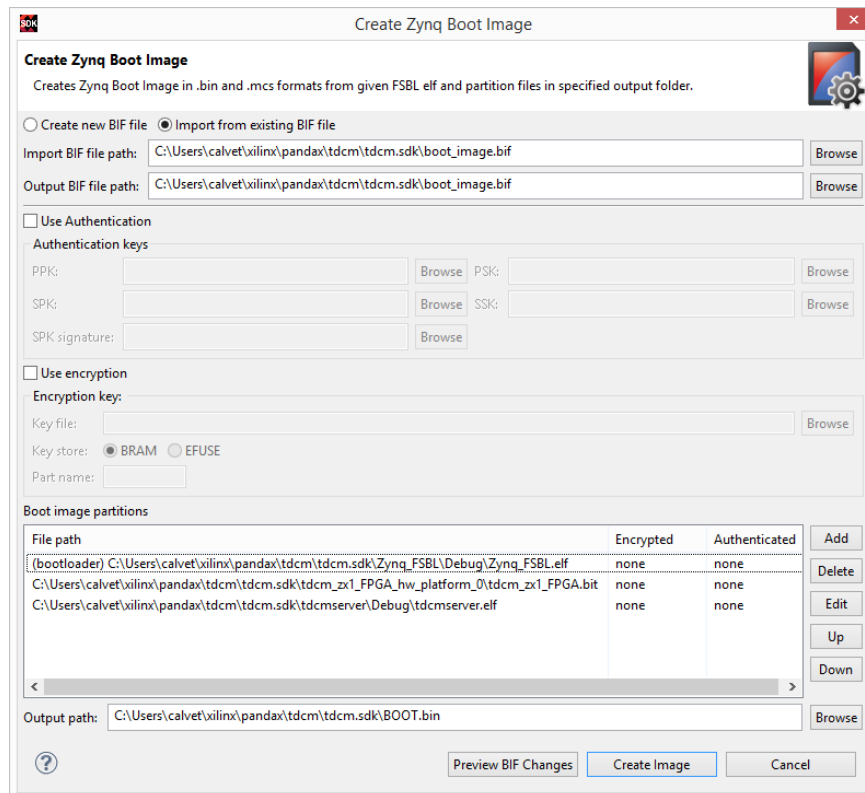 SDK
Create Zynq Boot Image
×
Create Zynq Boot Image
Creates Zynq Boot Image in .bin and .mcs formats from given FSBL elf and partition files in specified output folder.
Create new BIF file Import from existing BIF file
Import BIF file path: C:\Users\calvet\xilinx\pandax\tdcm\tdcm.sdk\boot_image.bif Browse
Output BIF file path: C:\Users\calvet\xilinx\pandax\tdcm\tdcm.sdk\boot_image.bif Browse
Use Authentication
Authentication keys
PPK: Browse PSK: Browse
SPK: Browse SSK: Browse
SPK signature: Browse
Use encryption
Encryption key:
Key file: Browse
Key store: BRAM EFUSE
Part name:
Boot image partitions
File path Encrypted Authenticated Add
(bootloader) C:\Users\calvet\xilinx\pandax\tdcm\tdcm.sdk\Zynq_FSBL\Debug\Zynq_FSBL.elf none none
Delete
C:\Users\calvet\xilinx\pandax\tdcm\tdcm.sdk\tdcm_zx1_FPGA_hw_platform_0\tdcm_zx1_FPGA.bit none none
C:\Users\calvet\xilinx\pandax\tdcm\tdcm.sdk\tdcmserver\Debug\tdcmserver.elf none none Edit
Up
Down
Output path: C:\Users\calvet\xilinx\pandax\tdcm\tdcm.sdk\BOOT.bin Browse
? Preview BIF Changes Create Image Cancel